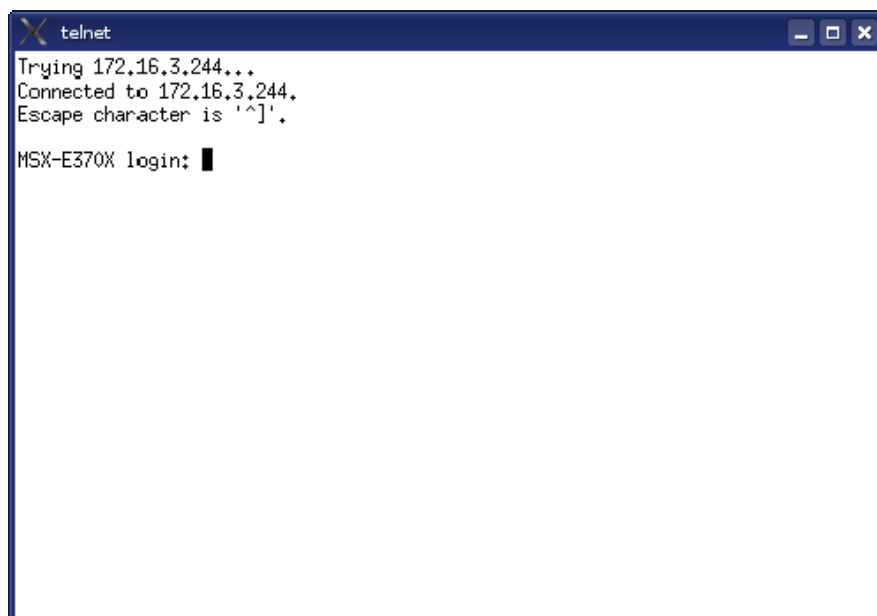 telnet
Trying 172.16.3.244...
Connected to 172.16.3.244.
Escape character is '^]'.
MSX-E370X login: